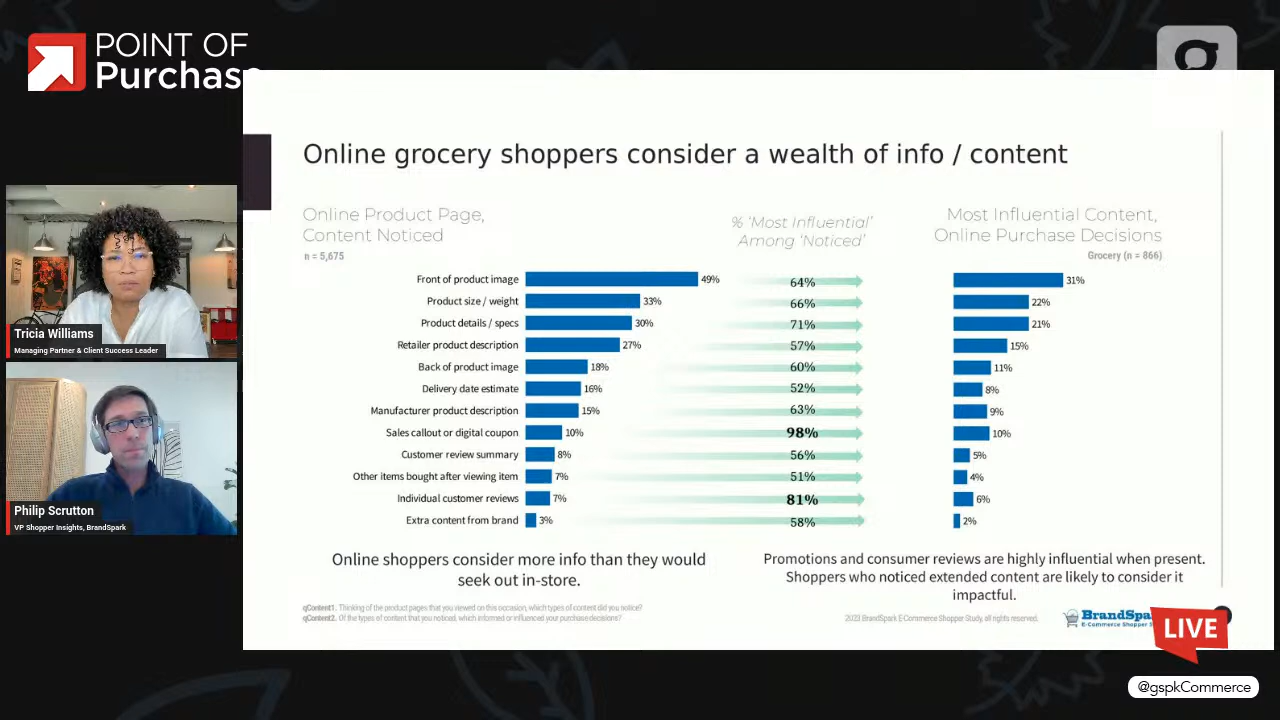 POINT OF
Purchase
Online grocery shoppers consider a wealth of info / content
Online Product Page,
Content Noticed
n = 5,675
% 'Most Influential'
Among 'Noticed'
Most Influential Content,
Online Purchase Decisions
Grocery (n = 866)
Front of product image 49% 64% 31%
Product size / weight 33% 66% 22%
Product details / specs 30% 71% 21%
Retailer product description 27% 57% 15%
Back of product image 18% 60% 11%
Delivery date estimate 16% 52% 8%
Manufacturer product description 15% 63% 9%
Sales callout or digital coupon 10% 98% 10%
Customer review summary 8% 56% 5%
Other items bought after viewing item 7% 51% 4%
Individual customer reviews 7% 81% 6%
Extra content from brand 3% 58% 2%
Online shoppers consider more info than they would
seek out in-store.
Promotions and consumer reviews are highly influential when present.
Shoppers who noticed extended content are likely to consider it
impactful.
qContent1. Thinking of the product pages that you viewed on this occasion, which types of content did you notice?
qContent2. Of the types of content that you noticed, which informed or influenced your purchase decisions?
2023 BrandSpark E-Commerce Shopper Study, all rights reserved.
BrandSpa
E-Commerce Shopper S
Tricia Williams
Managing Partner & Client Success Leader
Philip Scrutton
VP Shopper Insights, BrandSpark
LIVE
@gspkCommerce